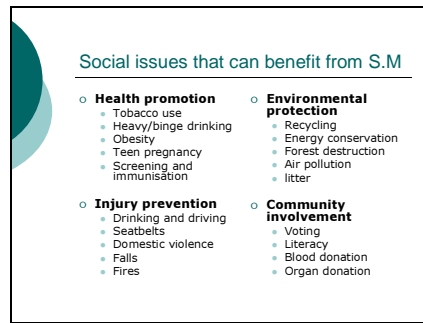 Social issues that can benefit from S.M
Health promotion
Tobacco use
Heavy/binge drinking
Obesity
Teen pregnancy
Screening and
immunisation
Injury prevention
Drinking and driving
Seatbelts
Domestic violence
Falls
Fires
Environmental
protection
Recycling
Energy conservation
Forest destruction
Air pollution
litter
Community
involvement
Voting
Literacy
Blood donation
Organ donation